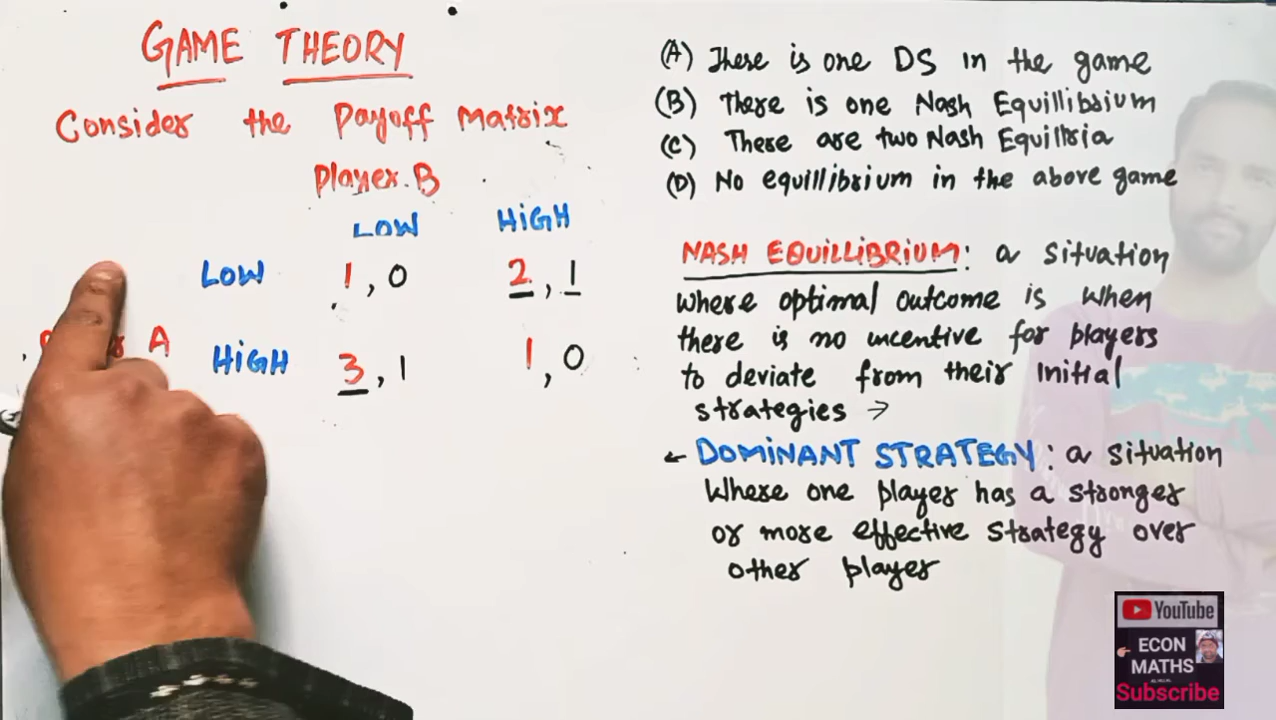 GAME THEORY
Consider the Payoff Matrix
Player.B
LOW HiGH
LOW 1, 0 2, 1
A HiGH 3, 1 1, 0
(A) There is one DS in the game
(B) There is one Nash Equillibrium
(C) There are two Nash Equilbria
(D) No equillibrium in the above game
NASH EQUiLLiBRiUM: a situation
where optimal outcome is when
there is no incentive for players
to deviate from their initial
strategies →
DOMiNANT STRATEGY: a situation
Where one player has a stronger
or more effective strategy over
other player
YouTube
ECON
MATHS
Subscribe